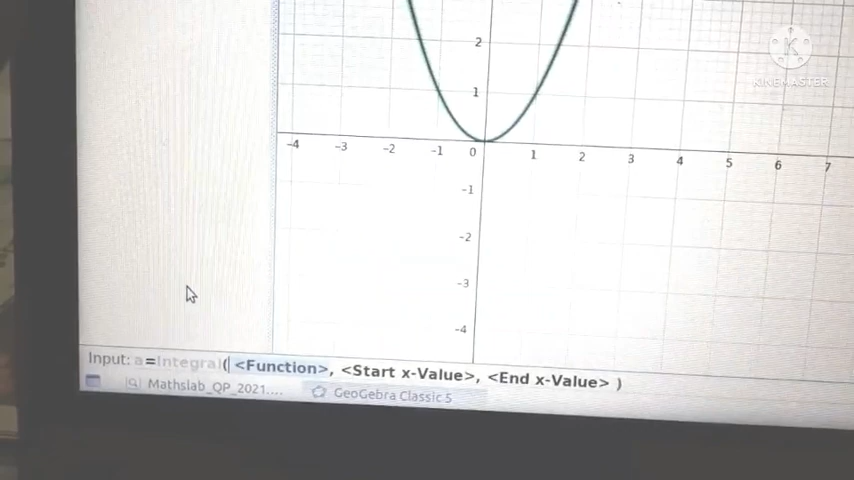 2
1
KINEMASTER
-4 -3 -2 -1 0 1 2 3 4 5 6 7
-1
-2
-3
-4
Input: a=Integral( <Function>, <Start x-Value>, <End x-Value> )
Mathslab_QP_2021.... GeoGebra Classic 5